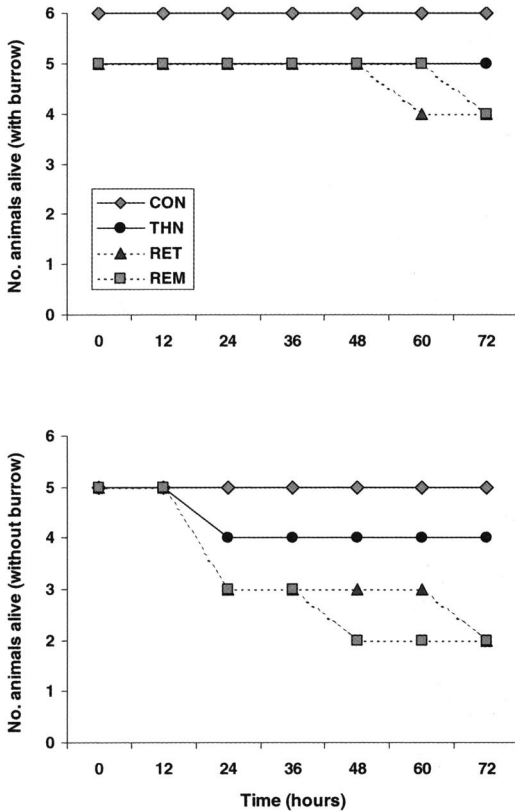 No. animals alive (with burrow)
6
5
4
3
2
1
0
CON
THN
RET
REM
0 12 24 36 48 60 72
No. animals alive (without burrow)
6
5
4
3
2
1
0
0 12 24 36 48 60 72
Time (hours)